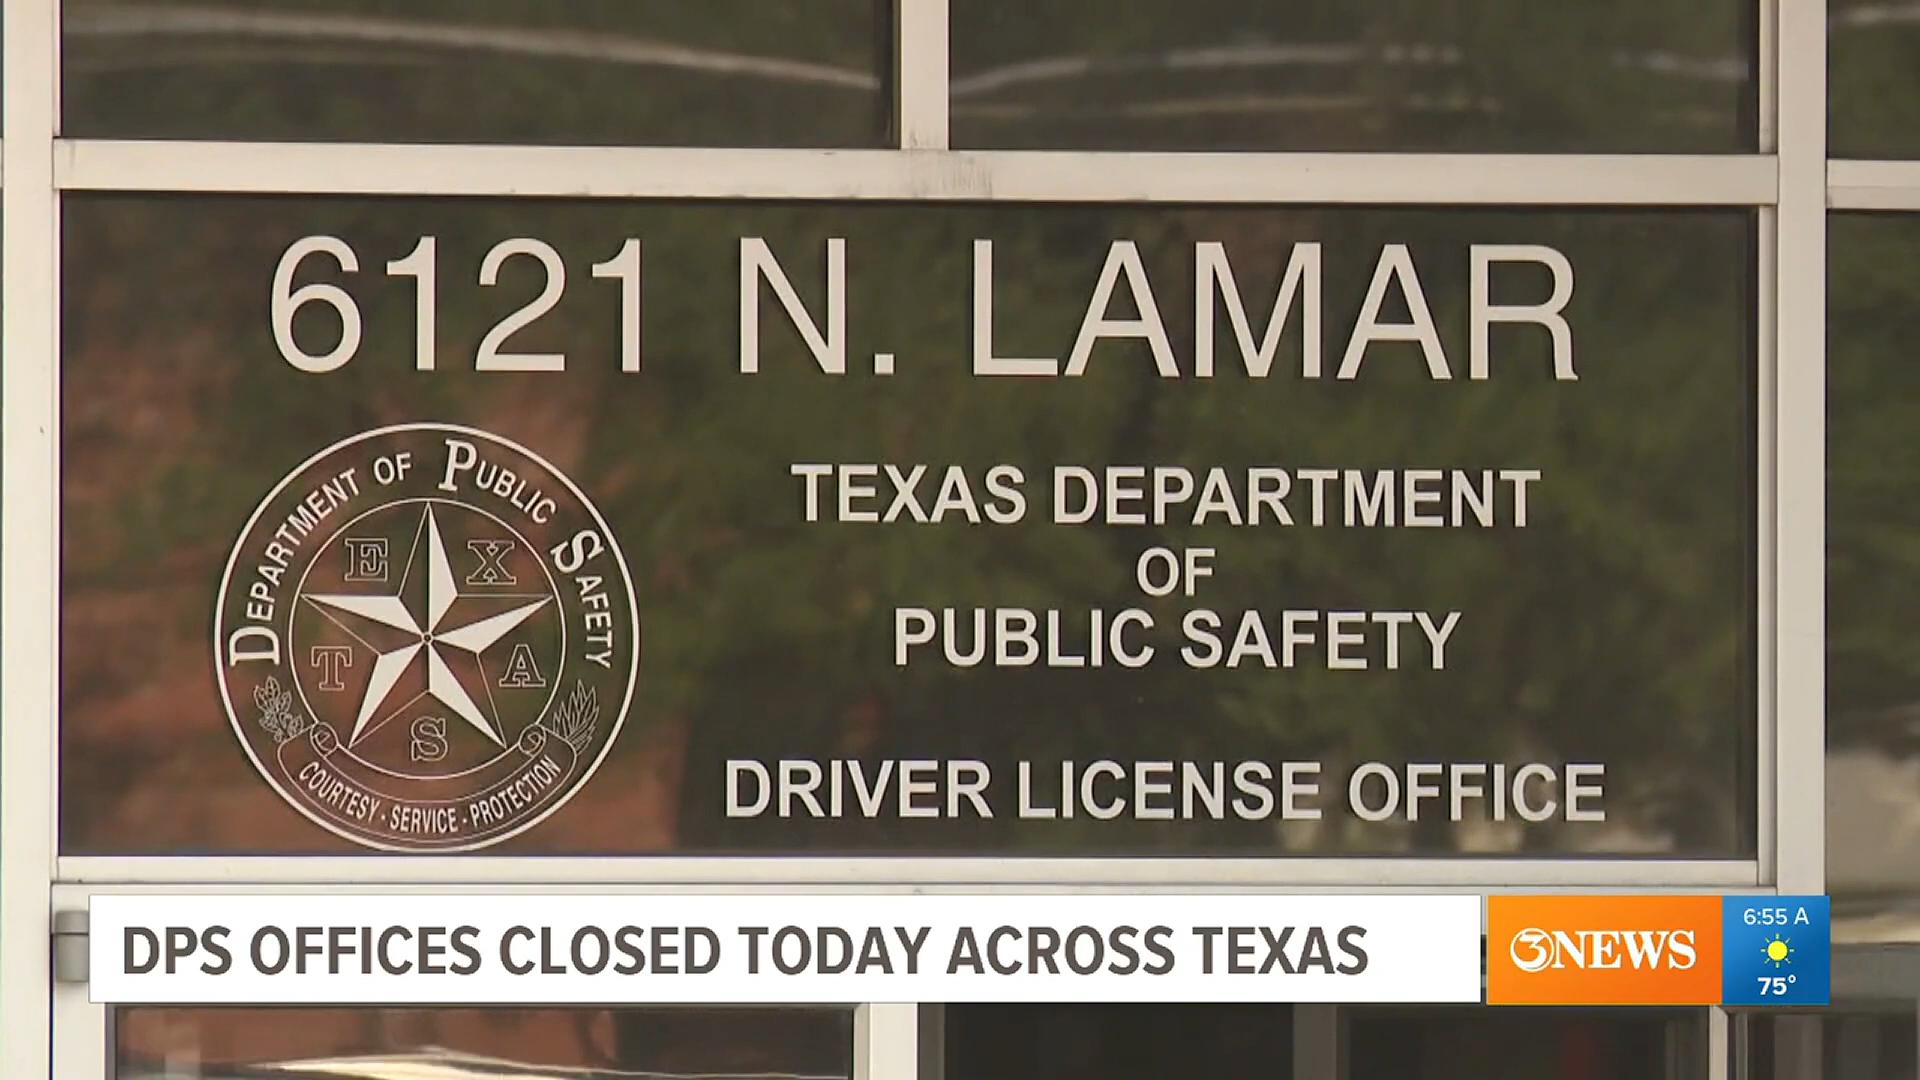 6121 N. LAMAR
DEPARTMENT OF PUBLIC SAFETY
E X
T A
S
COURTESY - SERVICE - PROTECTION
TEXAS DEPARTMENT
OF
PUBLIC SAFETY
DRIVER LICENSE OFFICE
DPS OFFICES CLOSED TODAY ACROSS TEXAS
3NEWS
6:55 A
75°